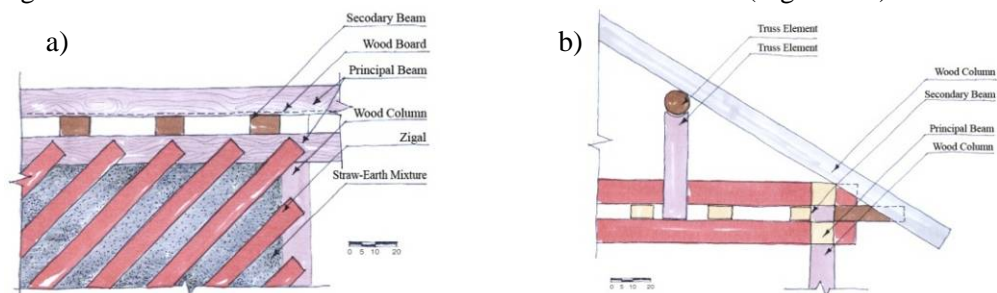 a)
Secodary Beam
Wood Board
Principal Beam
Wood Column
Zigal
Straw-Earth Mixture
0 5 10 20
b)
Truss Element
Truss Element
Wood Column
Secondary Beam
Principal Beam
Wood Column
0 5 10 20